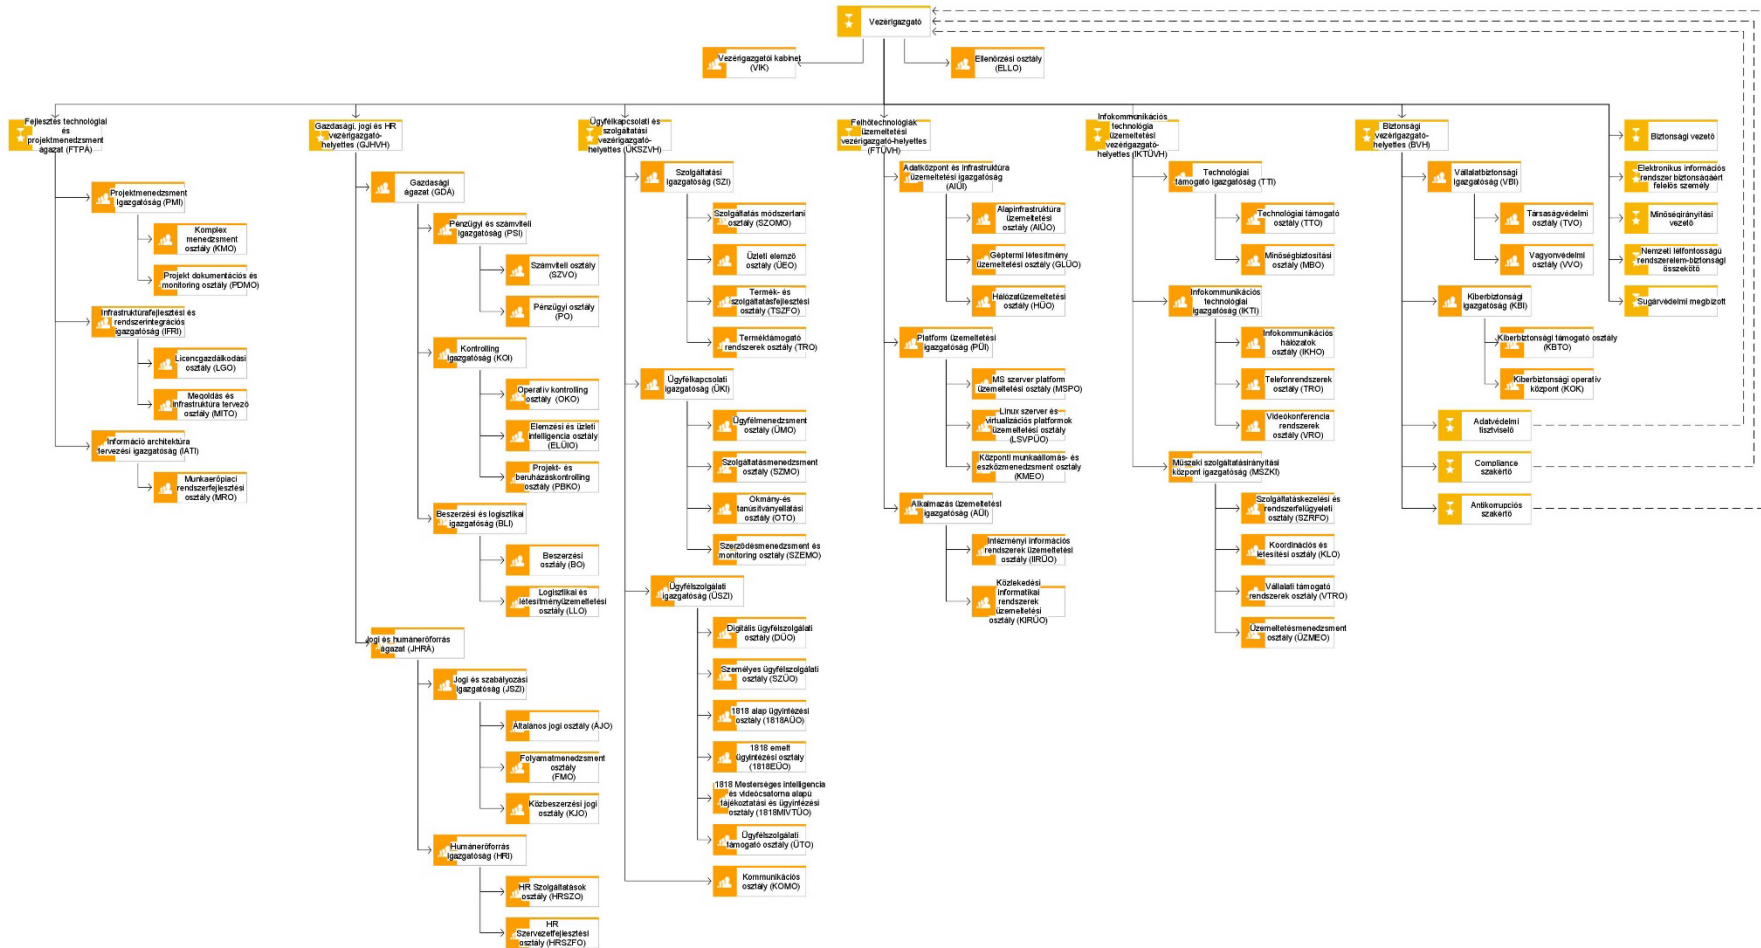 Vezérigazgató
Vezérigazgatói kabinet
(VIK)
Ellenőrzési osztály
(ELLO)
Fejlesztés technológiai
és
projektmenedzsment
ágazat (FTPÁ)
Projektmenedzsment
Igazgatóság (PMI)
Komplex
menedzsment
osztály (KMO)
Projekt dokumentációs és
monitoring osztály (PDMO)
Infrastruktúrafejlesztési és
rendszerintegrációs
igazgatóság (IFRI)
Licencgazdálkodási
osztály (LGO)
Megoldás és
infrastruktúra tervező
osztály (MITO)
Információ architektúra
tervezési igazgatóság (IATI)
Munkaerőpiaci
rendszerfejlesztési
osztály (MRO)
Gazdasági, jogi és HR
vezérigazgató-
helyettes (GJHVH)
Gazdasági
ágazat (GDÁ)
Pénzügyi és számviteli
igazgatóság (PSI)
Számviteli osztály
(SZVO)
Pénzügyi osztály
(PO)
Kontrolling
igazgatóság (KOI)
Operatív kontrolling
osztály (OKO)
Elemzési és üzleti
intelligencia osztály
(ELÜIO)
Projekt- és
beruházáskontrolling
osztály (PBKO)
Beszerzési és logisztikai
igazgatóság (BLI)
Beszerzési
osztály (BO)
Logisztikai és
létesítményüzemeltetési
osztály (LLO)
Jogi és humánerőforrás
ágazat (JHRÁ)
Jogi és szabályozási
igazgatóság (JSZI)
Általános jogi osztály (ÁJO)
Folyamatmenedzsment
osztály
(FMO)
Közbeszerzési jogi
osztály (KJO)
Humánerőforrás
igazgatóság (HRI)
HR Szolgáltatások
osztály (HRSZO)
HR
Szervezetfejlesztési
osztály (HRSZFO)
Ügyfélkapcsolati és
szolgáltatási
vezérigazgató-
helyettes (ÜKSZVH)
Szolgáltatási
igazgatóság (SZI)
Szolgáltatás módszertani
osztály (SZOMO)
Üzleti elemző
osztály (ÜEO)
Termék- és
szolgáltatásfejlesztési
osztály (TSZFO)
Terméktámogató
rendszerek osztály (TRO)
Ügyfélkapcsolati
igazgatóság (ÜKI)
Ügyfélmenedzsment
osztály (ÜMO)
Szolgáltatásmenedzsment
osztály (SZMO)
Okmány-és
tanúsítványellátási
osztály (OTO)
Szerződésmenedzsment és
monitoring osztály (SZEMO)
Ügyfélszolgálati
igazgatóság (ÜSZI)
Digitális ügyfélszolgálati
osztály (DÜO)
Személyes ügyfélszolgálati
osztály (SZÜO)
1818 alap ügyintézési
osztály (1818AÜO)
1818 emelt
ügyintézési osztály
(1818EÜO)
1818 Mesterséges intelligencia
és videócsatorna alapú
tájékoztatási és ügyintézési
osztály (1818MIVTÜO)
Ügyfélszolgálati
támogató osztály (ÜTO)
Kommunikációs
osztály (KOMO)
Felhőtechnológiák
üzemeltetési
vezérigazgató-helyettes
(FTÜVH)
Adatközpont és infrastruktúra
üzemeltetési igazgatóság
(AIÜI)
Alapinfrastruktúra
üzemeltetési
osztály (AIÜO)
Géptermi létesítmény
üzemeltetési osztály (GLÜO)
Hálózatüzemeltetési
osztály (HÜO)
Platform üzemeltetési
igazgatóság (PÜI)
MS szerver platform
üzemeltetési osztály (MSPO)
Linux szerver és
virtualizációs platformok
üzemeltetési osztály
(LSVPÜO)
Központi munkaállomás- és
eszközmenedzsment osztály
(KMEO)
Alkalmazás üzemeltetési
igazgatóság (AÜI)
Intézményi információs
rendszerek üzemeltetési
osztály (IIRÜO)
Közlekedési
informatikai
rendszerek
üzemeltetési
osztály (KIRÜO)
Infokommunikációs
technológia
üzemeltetési
vezérigazgató-
helyettes (IKTÜVH)
Technológiai
támogató igazgatóság (TTI)
Technológiai támogató
osztály (TTO)
Minőségbiztosítási
osztály (MBO)
Infokommunikációs
technológiai
igazgatóság (IKTI)
Infokommunikációs
hálózatok
osztály (IKHO)
Telefonrendszerek
osztály (TRO)
Videókonferencia
rendszerek
osztály (VRO)
Műszaki szolgáltatásirányítási
központ igazgatóság (MSZKI)
Szolgáltatáskezelési és
rendszerfelügyeleti
osztály (SZRFO)
Koordinációs és
létesítési osztály (KLO)
Vállalati támogató
rendszerek osztály (VTRO)
Üzemeltetésmenedzsment
osztály (ÜZMEO)
Biztonsági
vezérigazgató-
helyettes (BVH)
Vállalatbiztonsági
igazgatóság (VBI)
Társaságvédelmi
osztály (TVO)
Vagyonvédelmi
osztály (VVO)
Kiberbiztonsági
igazgatóság (KBI)
Kiberbiztonsági támogató osztály
(KBTO)
Kiberbiztonsági operatív
központ (KOK)
Adatvédelmi
tisztviselő
Compliance
szakértő
Antikorrupciós
szakértő
Biztonsági vezető
Elektronikus információs
rendszer biztonságáért
felelős személy
Minőségirányítási
vezető
Nemzeti létfontosságú
rendszerelem-biztonsági
összekötő
Sugárvédelmi megbízott